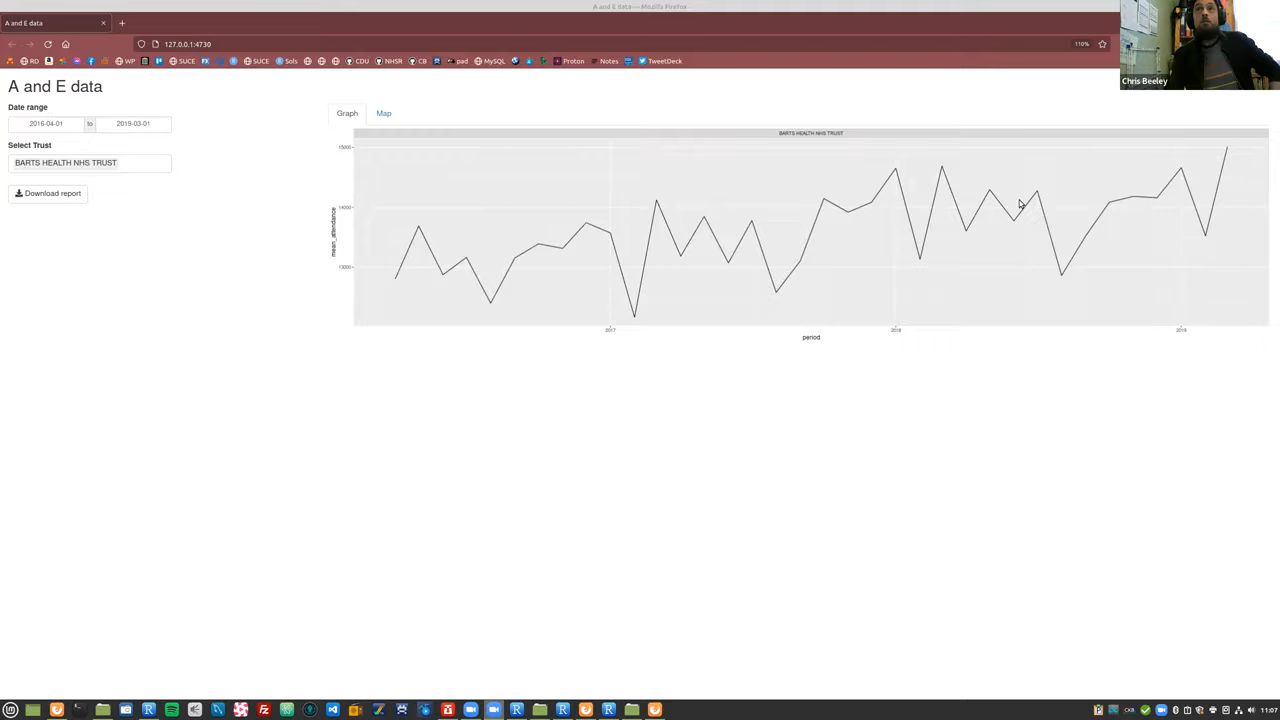 A and E data — Mozilla Firefox
A and E data
127.0.0.1:4730
110%
RD
WP
SUCE
FX
SUCE
Sols
CDU
NHSR
CB
pad
MySQL
Proton
Notes
TweetDeck
Chris Beeley
A and E data
Date range
2016-04-01 to 2019-03-01
Select Trust
BARTS HEALTH NHS TRUST
Download report
Graph Map
BARTS HEALTH NHS TRUST
15000
14000
13000
mean_attendance
2017 2018 2019
period
11:07